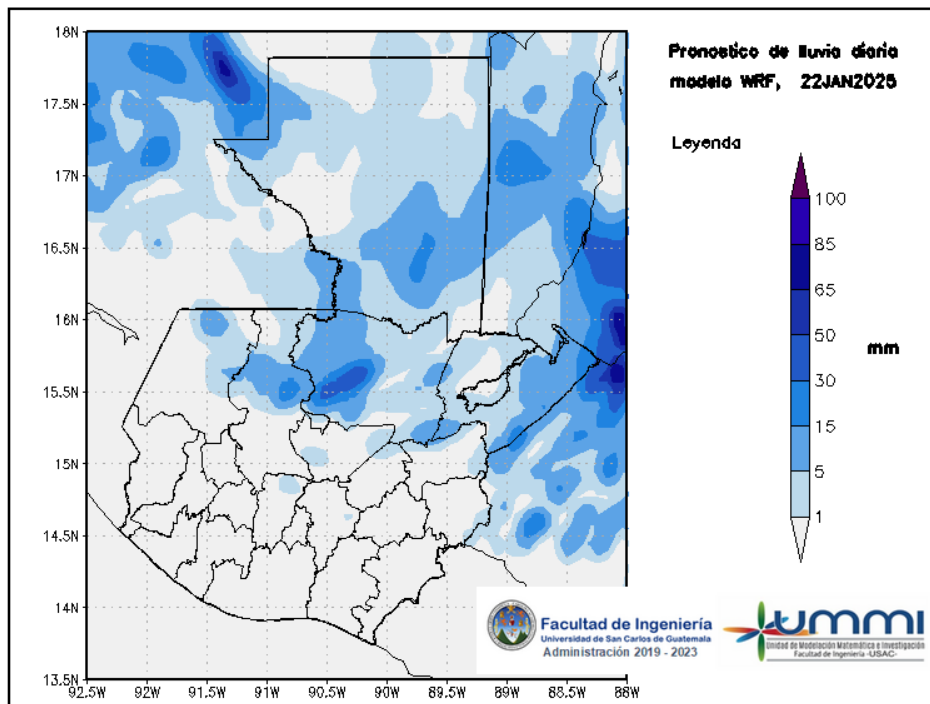 Pronostico de lluvia diaria
modelo WRF, 22JAN2025
Leyenda
100
85
65
50
30
15
5
1
mm
18N
17.5N
17N
16.5N
16N
15.5N
15N
14.5N
14N
13.5N
92.5W
92W
91.5W
91W
90.5W
90W
89.5W
89W
88.5W
88W
Facultad de Ingeniería
Universidad de San Carlos de Guatemala
Administración 2019 - 2023
ummi
Unidad de Modelación Matemática e Investigación
Facultad de Ingeniería -USAC-